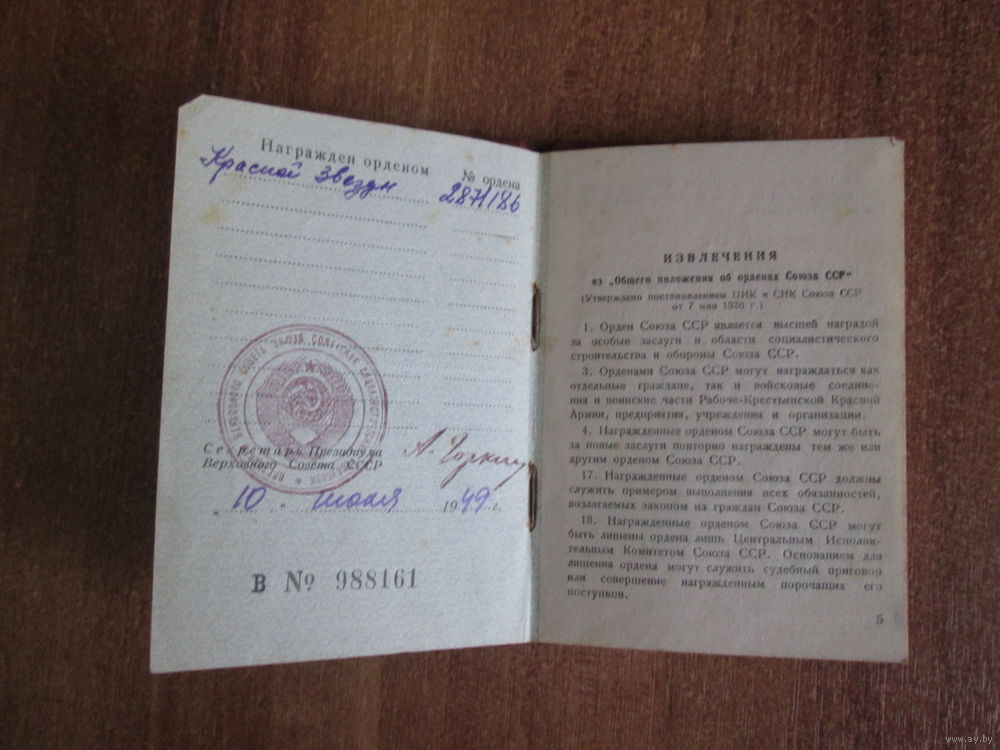 Награжден орденом
№ ордена
Красной Звезды
2871186
Секретарь Президиума
Верховного Совета СССР
А. Горкин
„ 10 “ июля 1949 г.
В № 988161
ИЗВЛЕЧЕНИЯ
из „Общего положения об орденах Союза ССР“
(Утверждено постановлением ЦИК и СНК Союза ССР
от 7 мая 1936 г.).
1. Орден Союза ССР является высшей наградой
за особые заслуги в области социалистического
строительства и обороны Союза ССР.
3. Орденами Союза ССР могут награждаться как
отдельные граждане, так и войсковые соедине-
ния и воинские части Рабоче-Крестьянской Красной
Армии, предприятия, учреждения и организации.
4. Награжденные орденом Союза ССР могут быть
за новые заслуги повторно награждены тем же или
другим орденом Союза ССР.
17. Награжденные орденом Союза ССР должны
служить примером выполнения всех обязанностей,
возлагаемых законом на граждан Союза ССР.
18. Награжденные орденом Союза ССР могут
быть лишены ордена лишь Центральным Исполни-
тельным Комитетом Союза ССР. Основанием для
лишения ордена могут служить судебный приговор
или совершение награжденным порочащих его
поступков.
5
www.ay.by